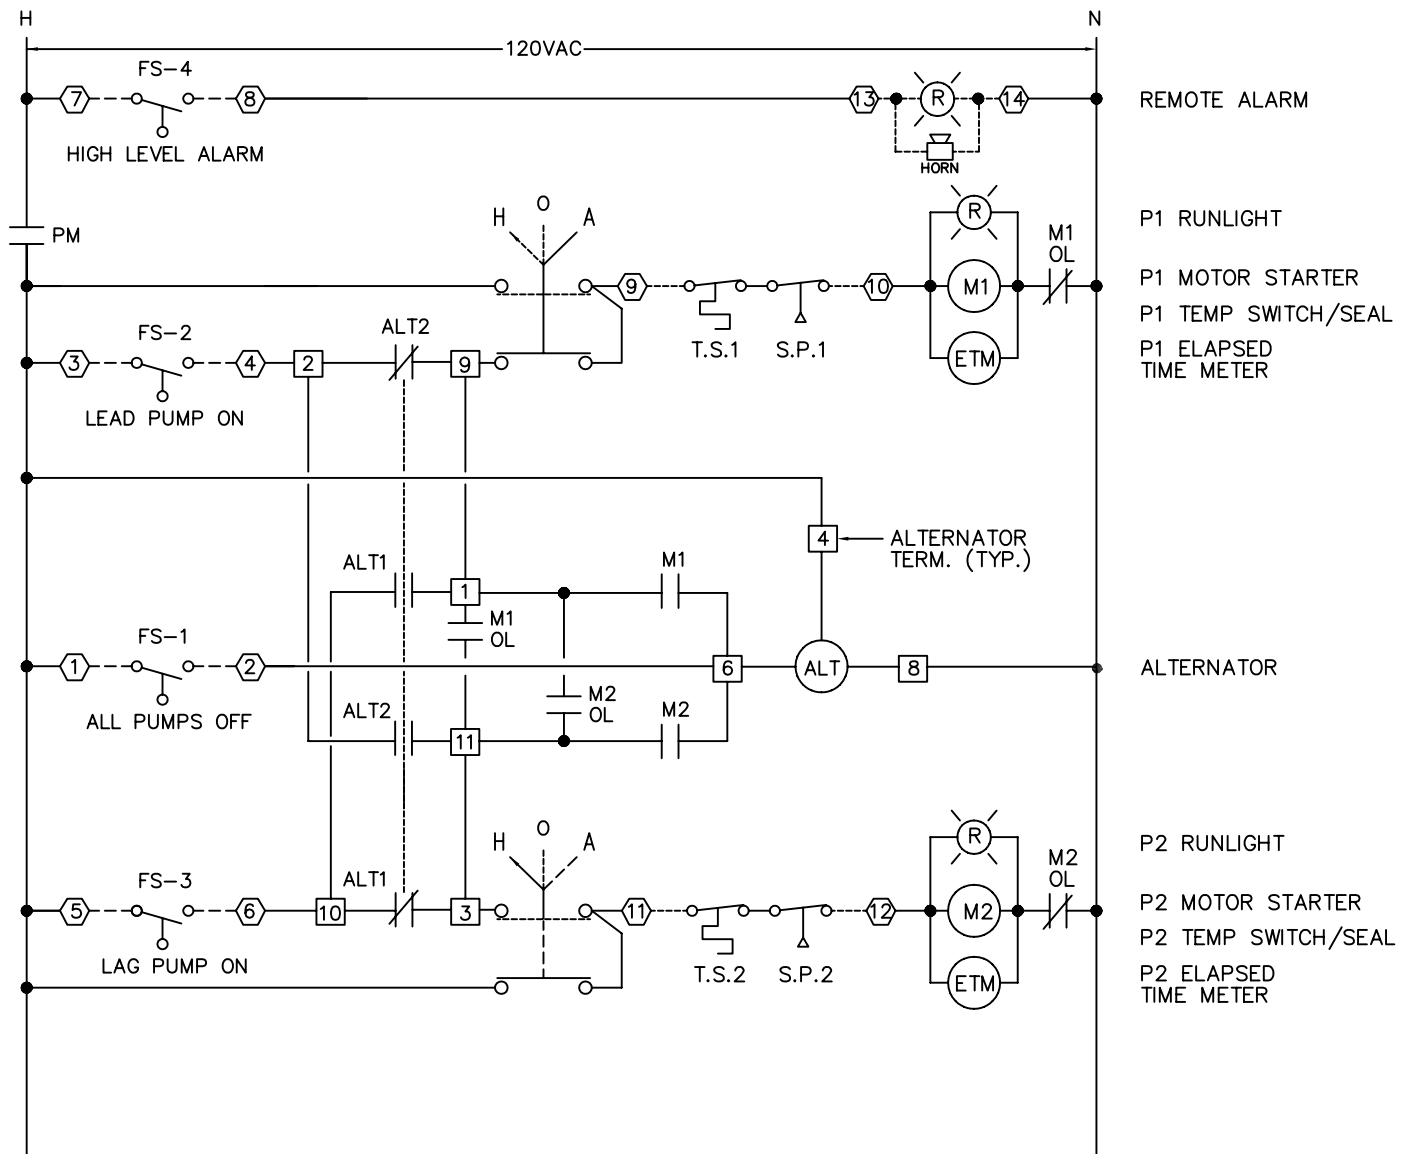 H
N
120VAC
FS-4
7
8
13
R
14
REMOTE ALARM
HIGH LEVEL ALARM
HORN
PM
H
O
A
R
P1 RUNLIGHT
M1
OL
9
10
M1
P1 MOTOR STARTER
P1 TEMP SWITCH/SEAL
T.S.1
S.P.1
ETM
P1 ELAPSED
TIME METER
FS-2
ALT2
3
4
2
9
LEAD PUMP ON
4
ALTERNATOR
TERM. (TYP.)
ALT1
1
M1
M1
OL
FS-1
1
2
6
ALT
8
ALTERNATOR
ALL PUMPS OFF
M2
OL
ALT2
11
M2
H
O
A
R
P2 RUNLIGHT
M2
OL
FS-3
ALT1
5
6
10
3
11
12
M2
P2 MOTOR STARTER
P2 TEMP SWITCH/SEAL
LAG PUMP ON
T.S.2
S.P.2
ETM
P2 ELAPSED
TIME METER